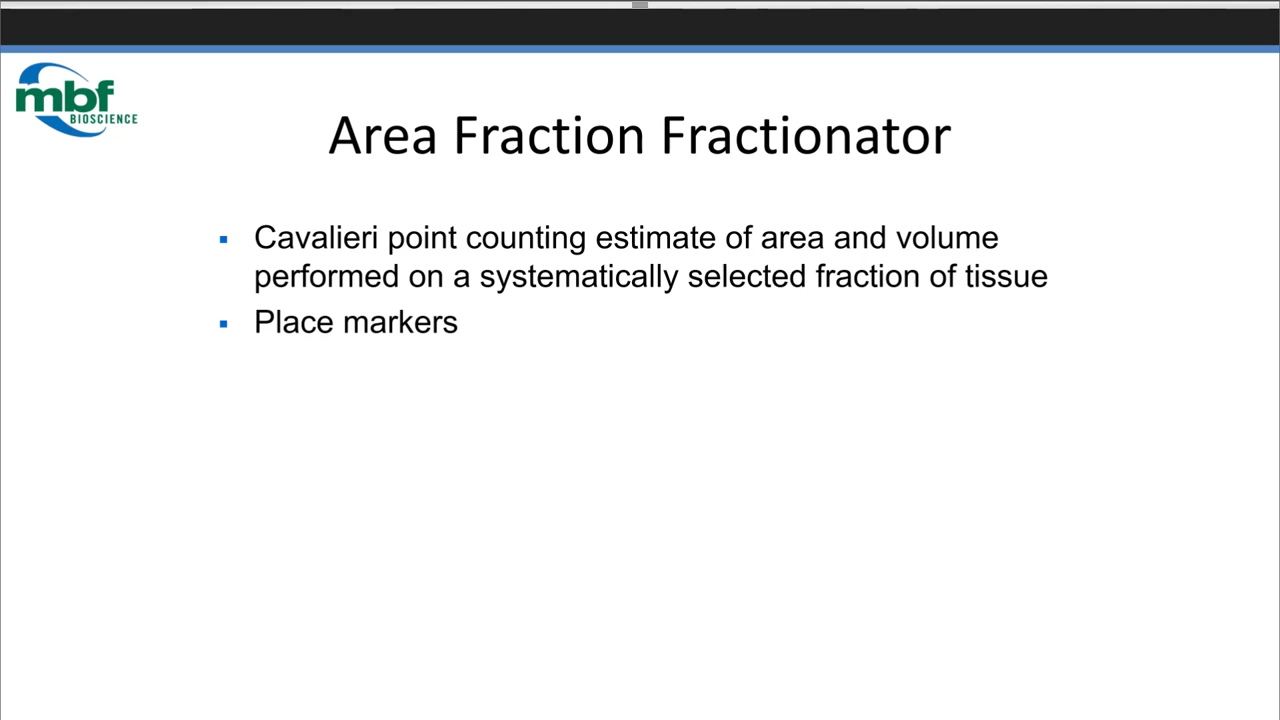 mbf
BIOSCIENCE
Area Fraction Fractionator
▪ Cavalieri point counting estimate of area and volume
performed on a systematically selected fraction of tissue
▪ Place markers